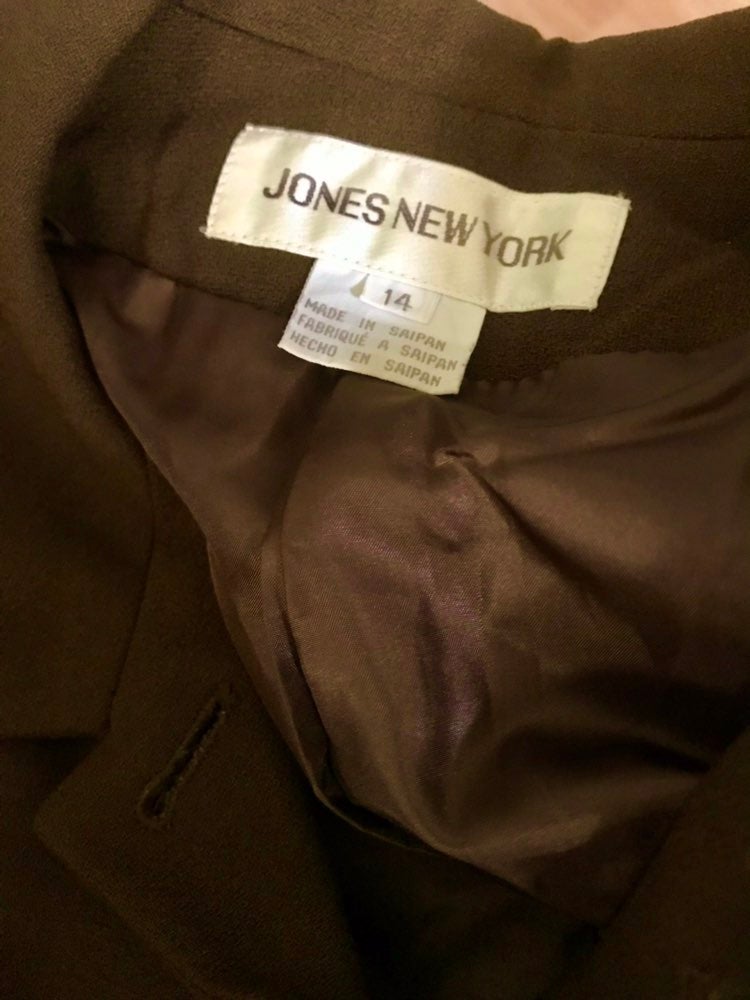 JONES NEW YORK
14
MADE IN SAIPAN
FABRIQUÉ A SAIPAN
HECHO EN SAIPAN